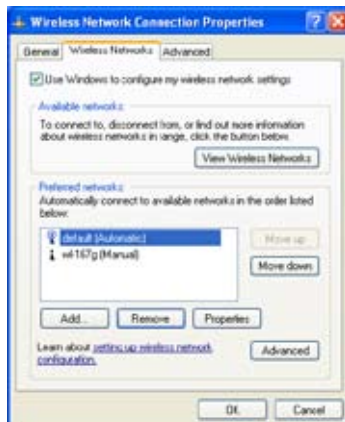 Wireless Network Connection Properties
General Wireless Networks Advanced
Use Windows to configure my wireless network settings
Available networks:
To connect to, disconnect from, or find out more information
about wireless networks in range, click the button below.
View Wireless Networks
Preferred networks:
Automatically connect to available networks in the order listed
below:
default (Automatic)
wl-167g (Manual)
Move up
Move down
Add... Remove Properties
Learn about setting up wireless network
configuration.
Advanced
OK Cancel